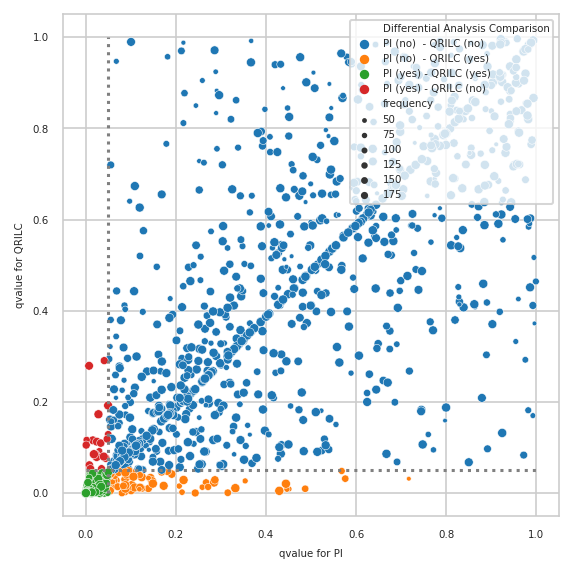 Differential Analysis Comparison
PI (no) - QRILC (no)
PI (no) - QRILC (yes)
PI (yes) - QRILC (yes)
PI (yes) - QRILC (no)
frequency
50
75
100
125
150
175
1.0
0.8
0.6
0.4
0.2
0.0
qvalue for QRILC
0.0 0.2 0.4 0.6 0.8 1.0
qvalue for PI